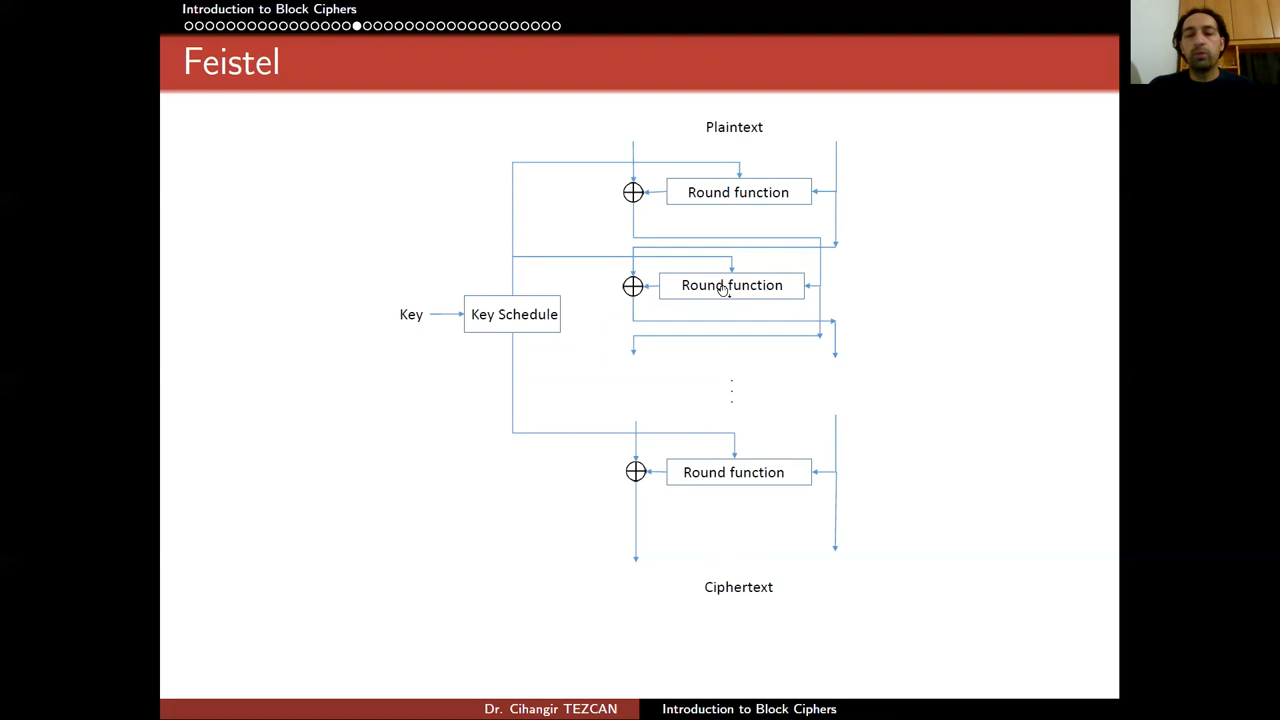 Introduction to Block Ciphers
Feistel
Plaintext
Round function
Round function
Key
Key Schedule
Round function
Ciphertext
Dr. Cihangir TEZCAN
Introduction to Block Ciphers